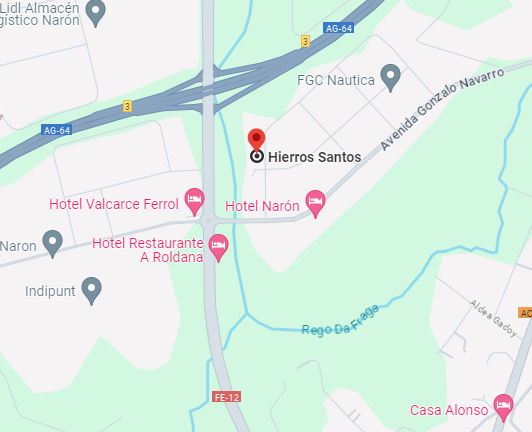 Lidl Almacén
gístico Narón
AG-64
3
FGC Nautica
3
AG-64
Avenida Gonzalo Navarro
Hierros Santos
Hotel Valcarce Ferrol
Hotel Narón
Naron
Hotel Restaurante
A Roldana
Indipunt
Rego Da Fraga
Aldea Gadoy
FE-12
Casa Alonso